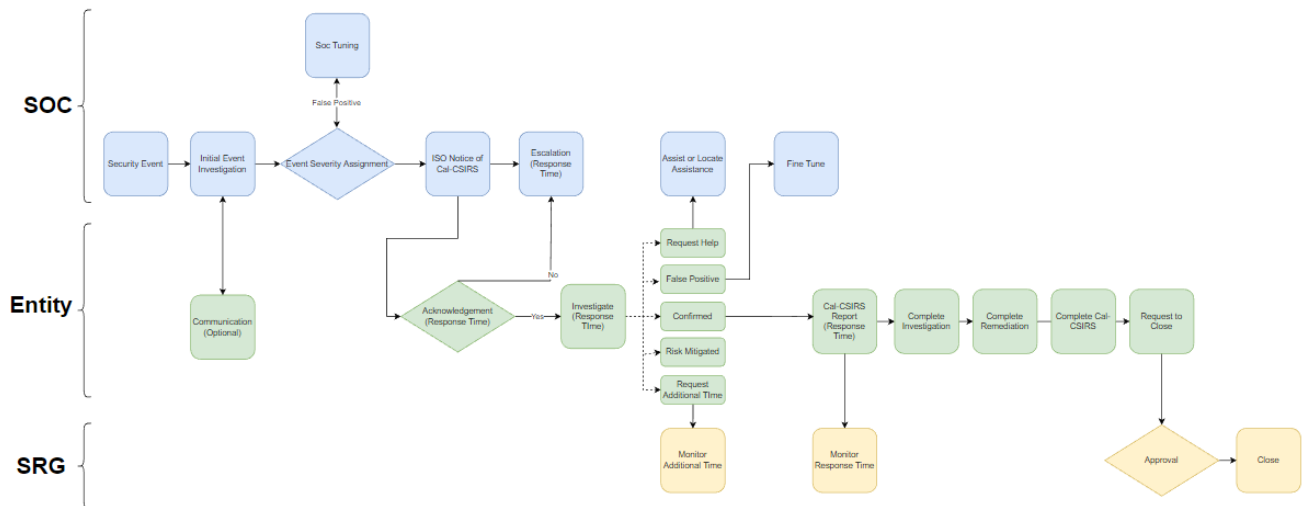 SOC
Soc Tuning
False Positive
Security Event
Initial Event
Investigation
Event Severity Assignment
ISO Notice of
Cal-CSIRS
Escalation
(Response
Time)
Assist or Locate
Assistance
Fine Tune
Entity
Communication
(Optional)
Acknowledgement
(Response Time)
No
Yes
Investigate
(Response
TIme)
Request Help
False Positive
Confirmed
Risk Mitigated
Request
Additional TIme
Cal-CSIRS
Report
(Response
Time)
Complete
Investigation
Complete
Remediation
Complete Cal-
CSIRS
Request to
Close
SRG
Monitor
Additional Time
Monitor
Response Time
Approval
Close